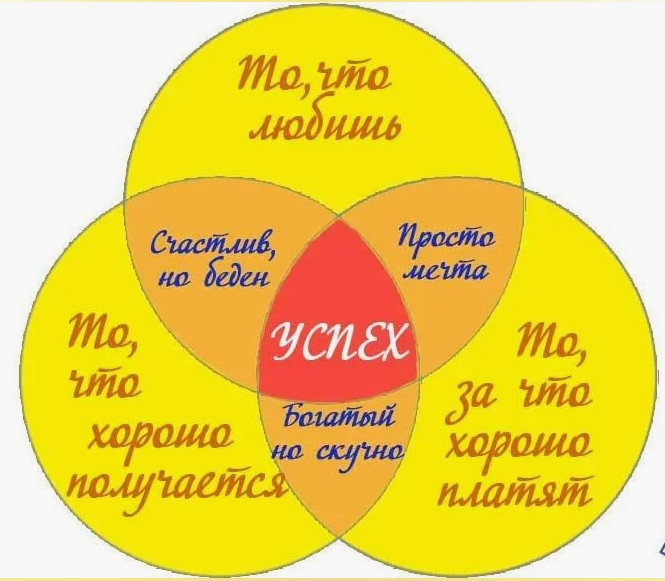 То, что
любишь
Счастлив,
но беден
Просто
мечта
УСПЕХ
То,
что
хорошо
получается
То,
за что
хорошо
платят
Богатый
но скучно